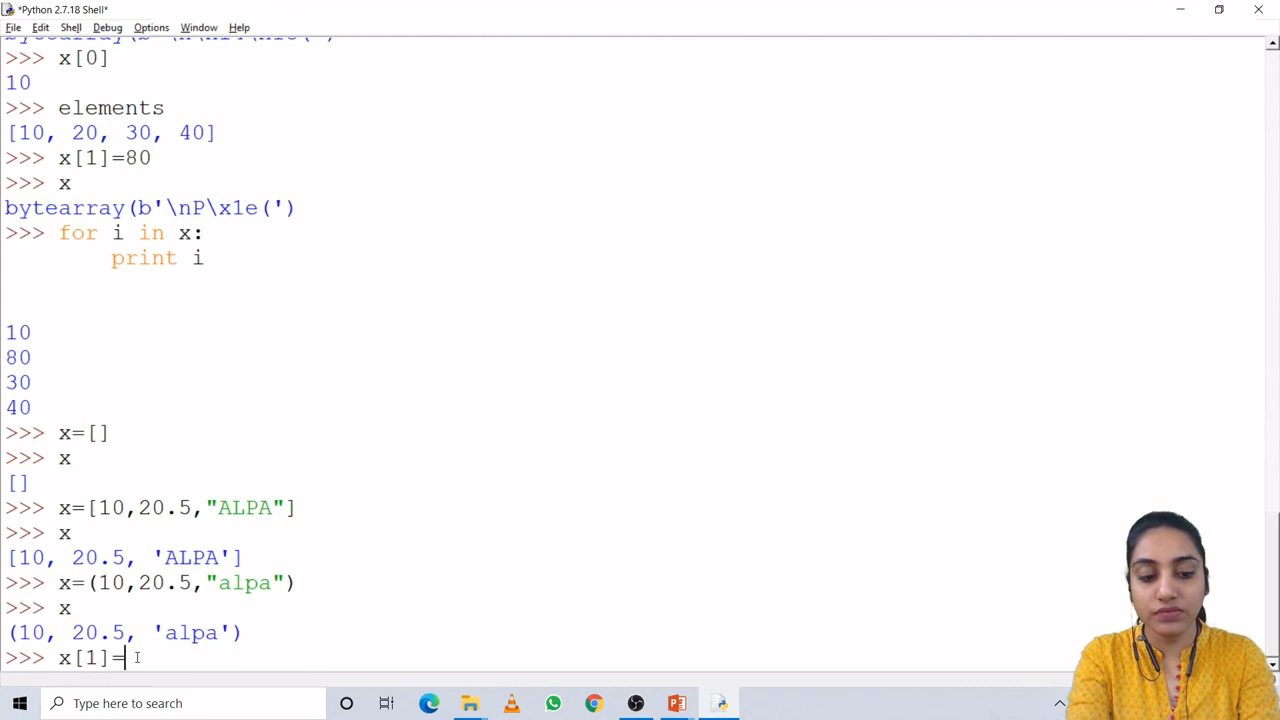 *Python 2.7.18 Shell*
File Edit Shell Debug Options Window Help
>>> x[0]
10
>>> elements
[10, 20, 30, 40]
>>> x[1]=80
>>> x
bytearray(b'\nP\x1e(')
>>> for i in x:
print i
10
80
30
40
>>> x=[]
>>> x
[]
>>> x=[10,20.5,"ALPA"]
>>> x
[10, 20.5, 'ALPA']
>>> x=(10,20.5,"alpa")
>>> x
(10, 20.5, 'alpa')
>>> x[1]=
Type here to search